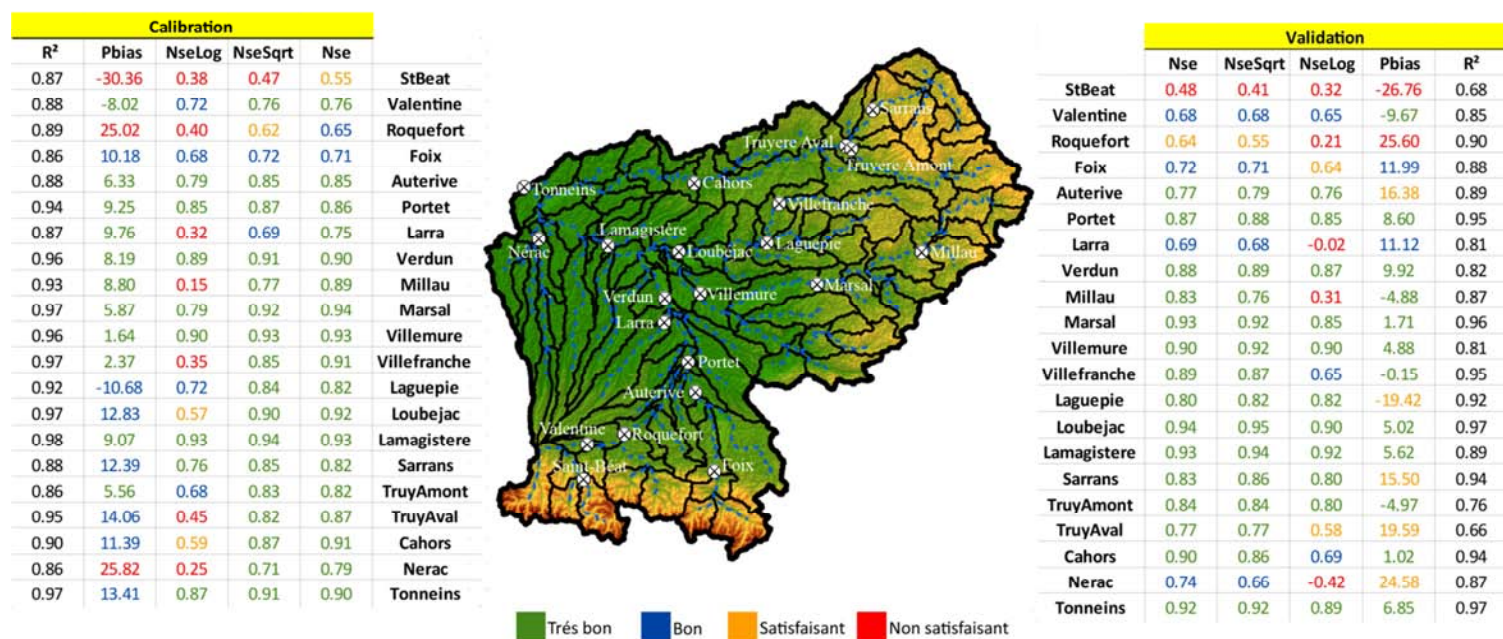 Calibration
R² Pbias NseLog NseSqrt Nse
0.87 -30.36 0.38 0.47 0.55 StBeat
0.88 -8.02 0.72 0.76 0.76 Valentine
0.89 25.02 0.40 0.62 0.65 Roquefort
0.86 10.18 0.68 0.72 0.71 Foix
0.88 6.33 0.79 0.85 0.85 Auterive
0.94 9.25 0.85 0.87 0.86 Portet
0.87 9.76 0.32 0.69 0.75 Larra
0.96 8.19 0.89 0.91 0.90 Verdun
0.93 8.80 0.15 0.77 0.89 Millau
0.97 5.87 0.79 0.92 0.94 Marsal
0.96 1.64 0.90 0.93 0.93 Villemure
0.97 2.37 0.35 0.85 0.91 Villefranche
0.92 -10.68 0.72 0.84 0.82 Laguepie
0.97 12.83 0.57 0.90 0.92 Loubejac
0.98 9.07 0.93 0.94 0.93 Lamagistere
0.88 12.39 0.76 0.85 0.82 Sarrans
0.86 5.56 0.68 0.83 0.82 TruyAmont
0.95 14.06 0.45 0.82 0.87 TruyAval
0.90 11.39 0.59 0.87 0.91 Cahors
0.86 25.82 0.25 0.71 0.79 Nerac
0.97 13.41 0.87 0.91 0.90 Tonneins
Sarrans
Truyere Aval
Truyere Amont
Tonneins
Cahors
Villefranche
Lamagistère
Laguepie
Nérac
Loubejac
Millau
Marsal
Verdun
Villemure
Larra
Portet
Auterive
Valentine
Roquefort
Saint-Béat
Foix
Validation
Nse NseSqrt NseLog Pbias R²
StBeat 0.48 0.41 0.32 -26.76 0.68
Valentine 0.68 0.68 0.65 -9.67 0.85
Roquefort 0.64 0.55 0.21 25.60 0.90
Foix 0.72 0.71 0.64 11.99 0.88
Auterive 0.77 0.79 0.76 16.38 0.89
Portet 0.87 0.88 0.85 8.60 0.95
Larra 0.69 0.68 -0.02 11.12 0.81
Verdun 0.88 0.89 0.87 9.92 0.82
Millau 0.83 0.76 0.31 -4.88 0.87
Marsal 0.93 0.92 0.85 1.71 0.96
Villemure 0.90 0.92 0.90 4.88 0.81
Villefranche 0.89 0.87 0.65 -0.15 0.95
Laguepie 0.80 0.82 0.82 -19.42 0.92
Loubejac 0.94 0.95 0.90 5.02 0.97
Lamagistere 0.93 0.94 0.92 5.62 0.89
Sarrans 0.83 0.86 0.80 15.50 0.94
TruyAmont 0.84 0.84 0.80 -4.97 0.76
TruyAval 0.77 0.77 0.58 19.59 0.66
Cahors 0.90 0.86 0.69 1.02 0.94
Nerac 0.74 0.66 -0.42 24.58 0.87
Tonneins 0.92 0.92 0.89 6.85 0.97
Trés bon Bon Satisfaisant Non satisfaisant